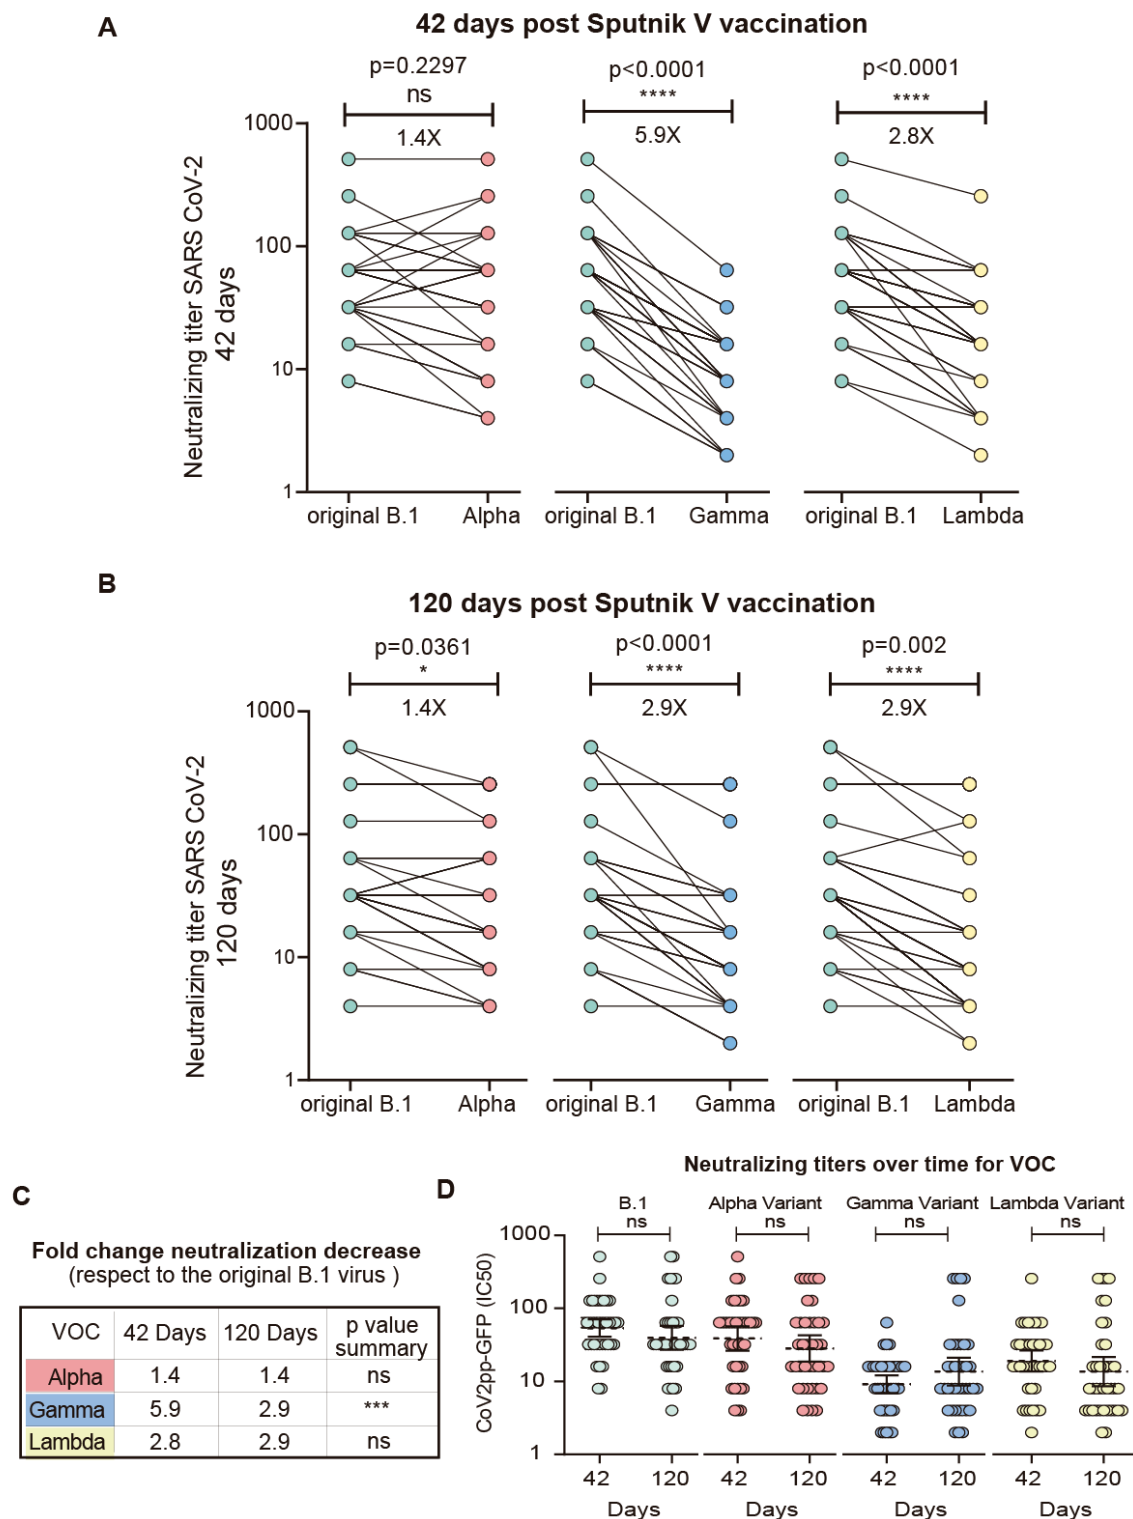 A
42 days post Sputnik V vaccination
p=0.2297
ns
1.4X
p<0.0001
****
5.9X
p<0.0001
****
2.8X
Neutralizing titer SARS CoV-2
42 days
1000
100
10
1
original B.1
Alpha
original B.1
Gamma
original B.1
Lambda
B
120 days post Sputnik V vaccination
p=0.0361
*
1.4X
p<0.0001
****
2.9X
p=0.002
****
2.9X
Neutralizing titer SARS CoV-2
120 days
1000
100
10
1
original B.1
Alpha
original B.1
Gamma
original B.1
Lambda
C
Fold change neutralization decrease
(respect to the original B.1 virus )
VOC 42 Days 120 Days p value summary
Alpha 1.4 1.4 ns
Gamma 5.9 2.9 ***
Lambda 2.8 2.9 ns
D
Neutralizing titers over time for VOC
B.1 Alpha Variant Gamma Variant Lambda Variant
ns ns ns ns
CoV2pp-GFP (IC50)
1000
100
10
1
42 120 42 120 42 120 42 120
Days Days Days Days